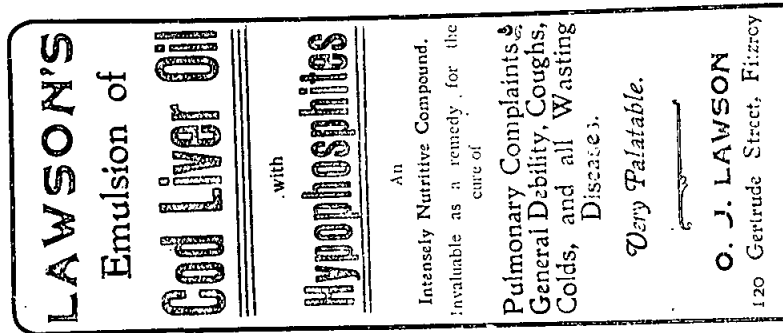 LAWSON'S
Emulsion of
Cod Liver Oil
with
Hypophosphites
An
Intensely Nutritive Compound.
Invaluable as a remedy for the
cure of
Pulmonary Complaints &
General Debility, Coughs,
Colds, and all Wasting
Diseases.
Very Palatable.
O. J. LAWSON
120 Gertrude Street, Fitzroy